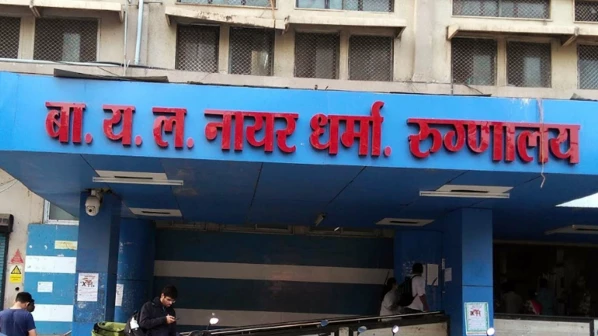 बा. य. ल. नायर धर्मा. रुग्णालय